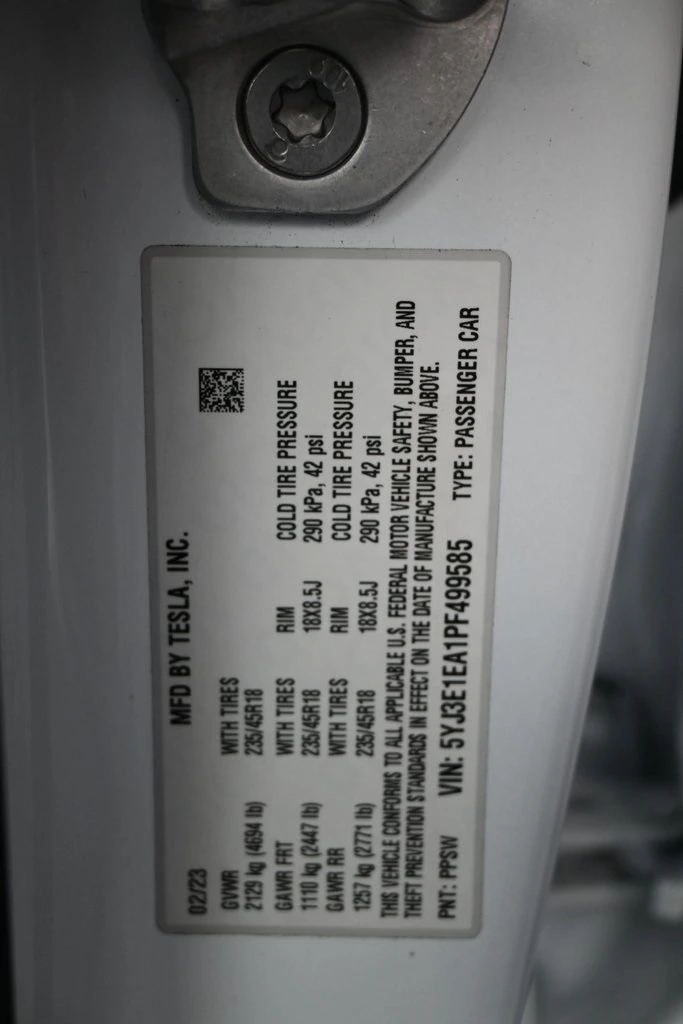 MFD BY TESLA, INC.
02/23
GVWR WITH TIRES
2129 kg (4694 lb) 235/45R18
GAWR FRT WITH TIRES RIM COLD TIRE PRESSURE
1110 kg (2447 lb) 235/45R18 18X8.5J 290 kPa, 42 psi
GAWR RR WITH TIRES RIM COLD TIRE PRESSURE
1257 kg (2771 lb) 235/45R18 18X8.5J 290 kPa, 42 psi
THIS VEHICLE CONFORMS TO ALL APPLICABLE U.S. FEDERAL MOTOR VEHICLE SAFETY, BUMPER, AND
THEFT PREVENTION STANDARDS IN EFFECT ON THE DATE OF MANUFACTURE SHOWN ABOVE.
PNT: PPSW VIN: 5YJ3E1EA1PF499585 TYPE: PASSENGER CAR